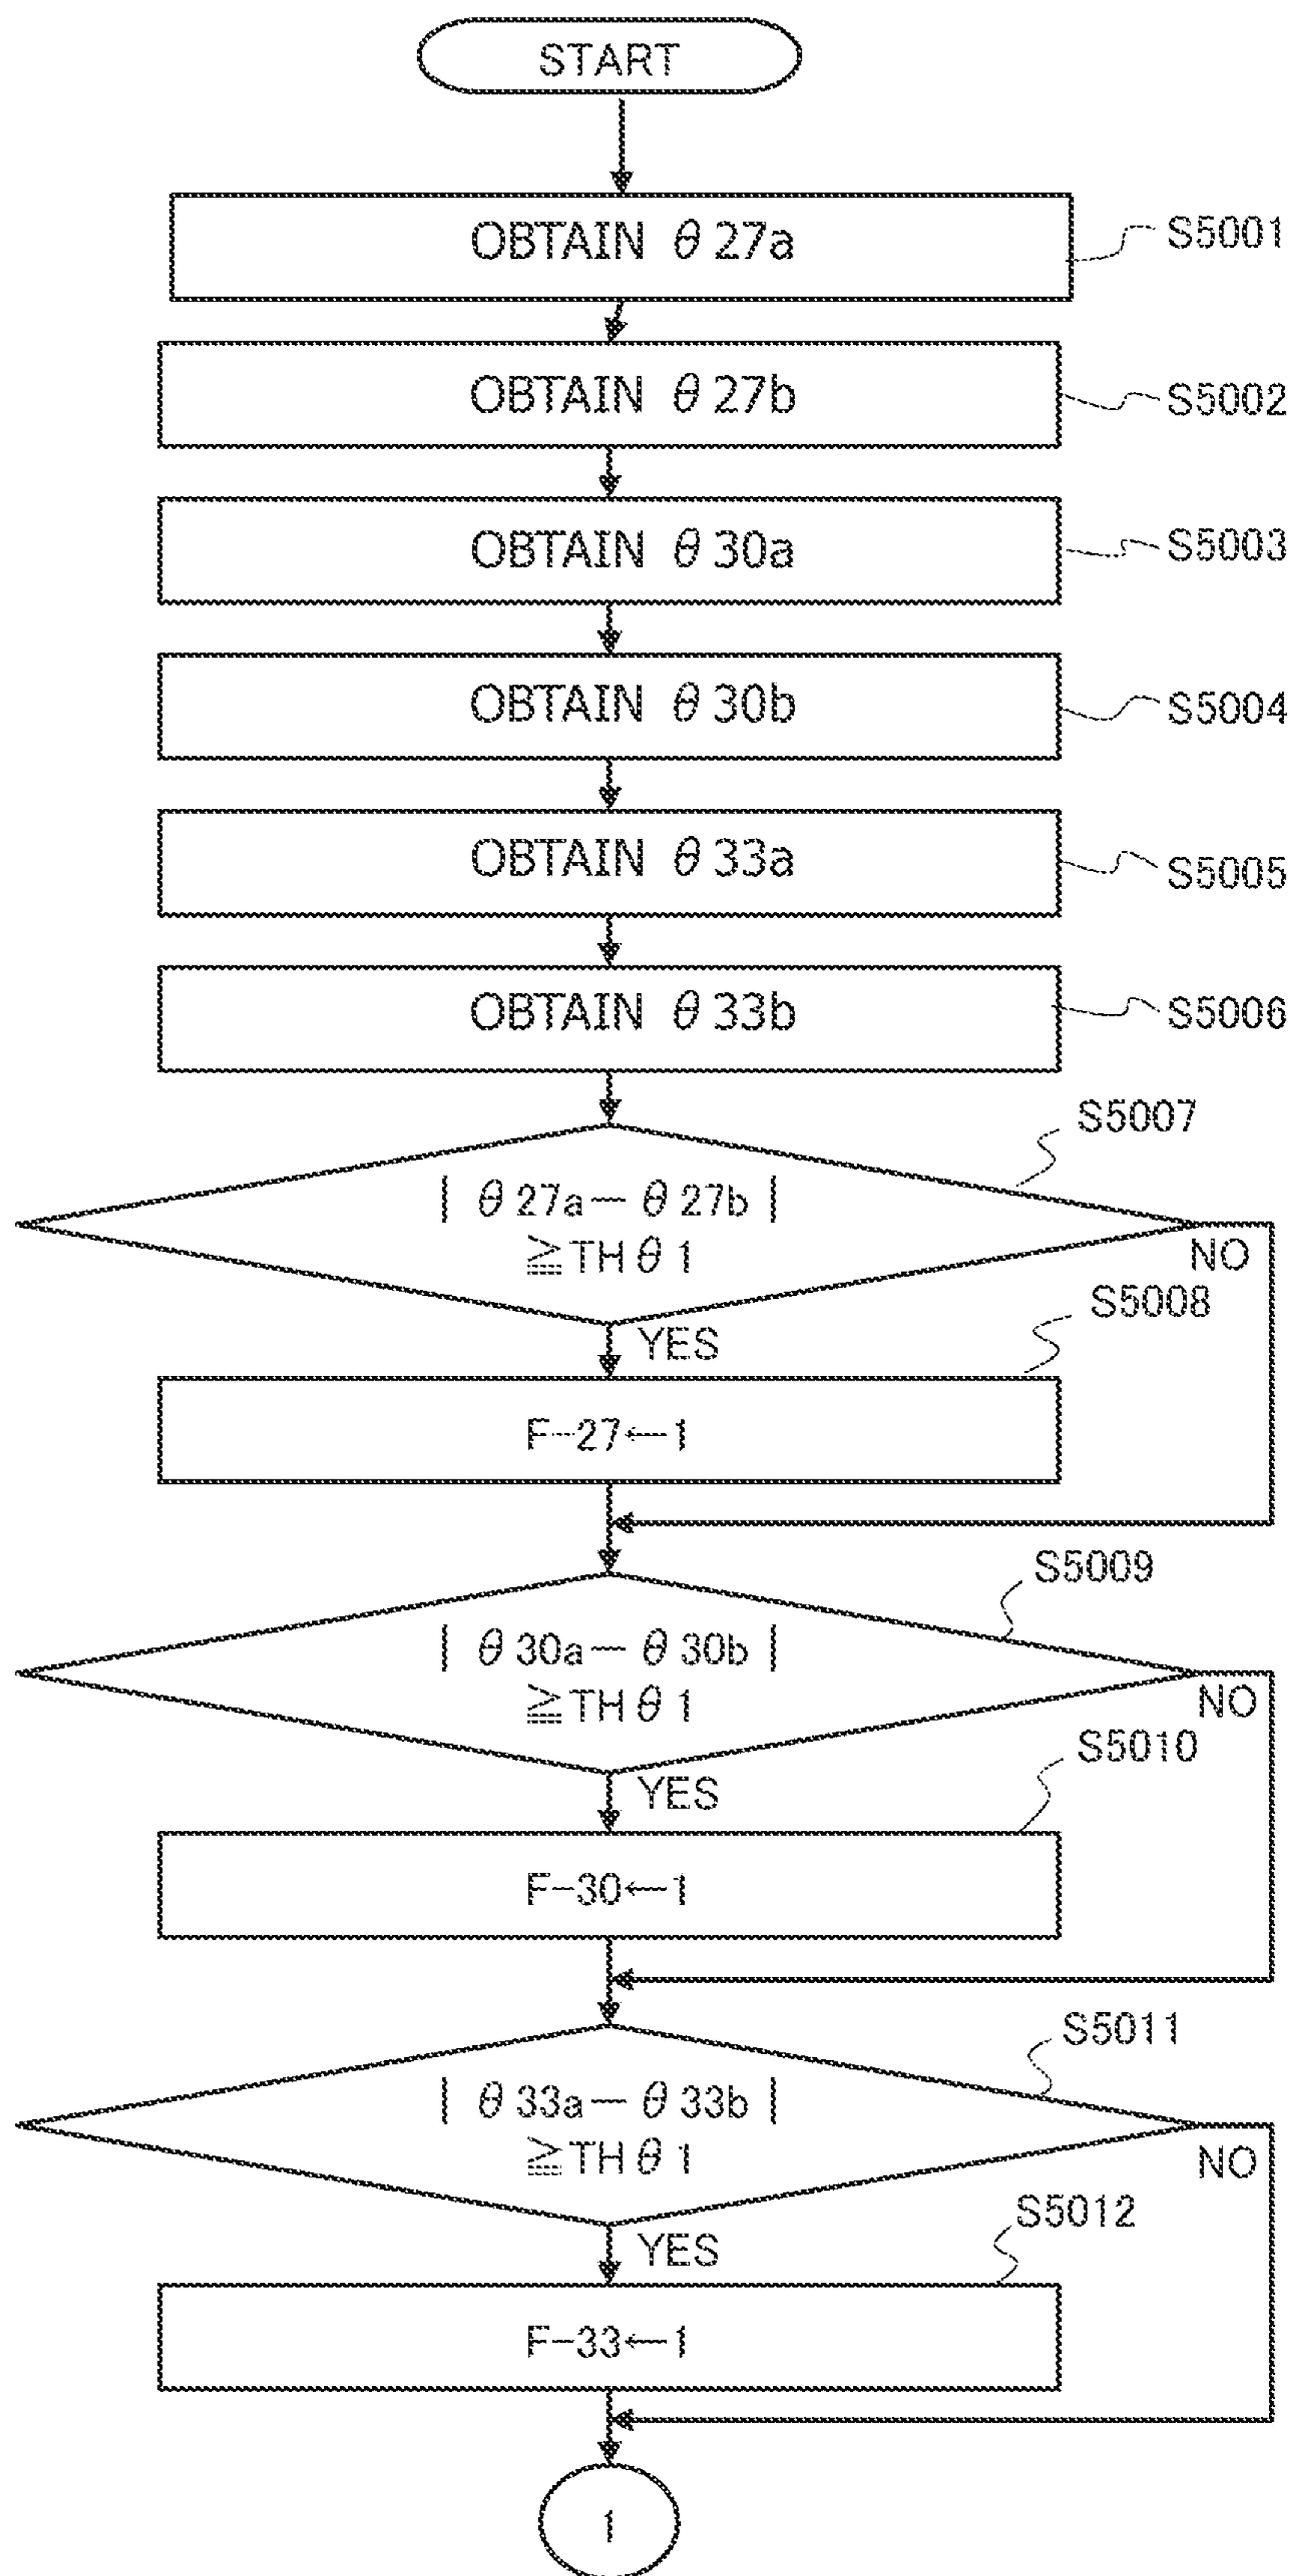 START
OBTAIN θ27a
S5001
OBTAIN θ27b
S5002
OBTAIN θ30a
S5003
OBTAIN θ30b
S5004
OBTAIN θ33a
S5005
OBTAIN θ33b
S5006
S5007
| θ27a－θ27b |
≧THθ1
NO
S5008
YES
F-27←1
S5009
| θ30a－θ30b |
≧THθ1
NO
S5010
YES
F-30←1
S5011
| θ33a－θ33b |
≧THθ1
NO
S5012
YES
F-33←1
1